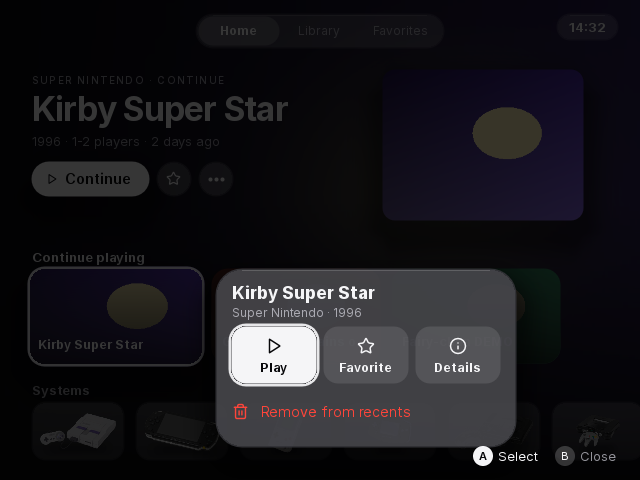 Home Library Favorites 14:32
SUPER NINTENDO · CONTINUE
Kirby Super Star
1996 · 1-2 players · 2 days ago
Continue
Continue playing
Kirby Super Star
Kirby Super Star
Super Nintendo · 1996
Play Favorite Details
Remove from recents
Systems
A Select B Close